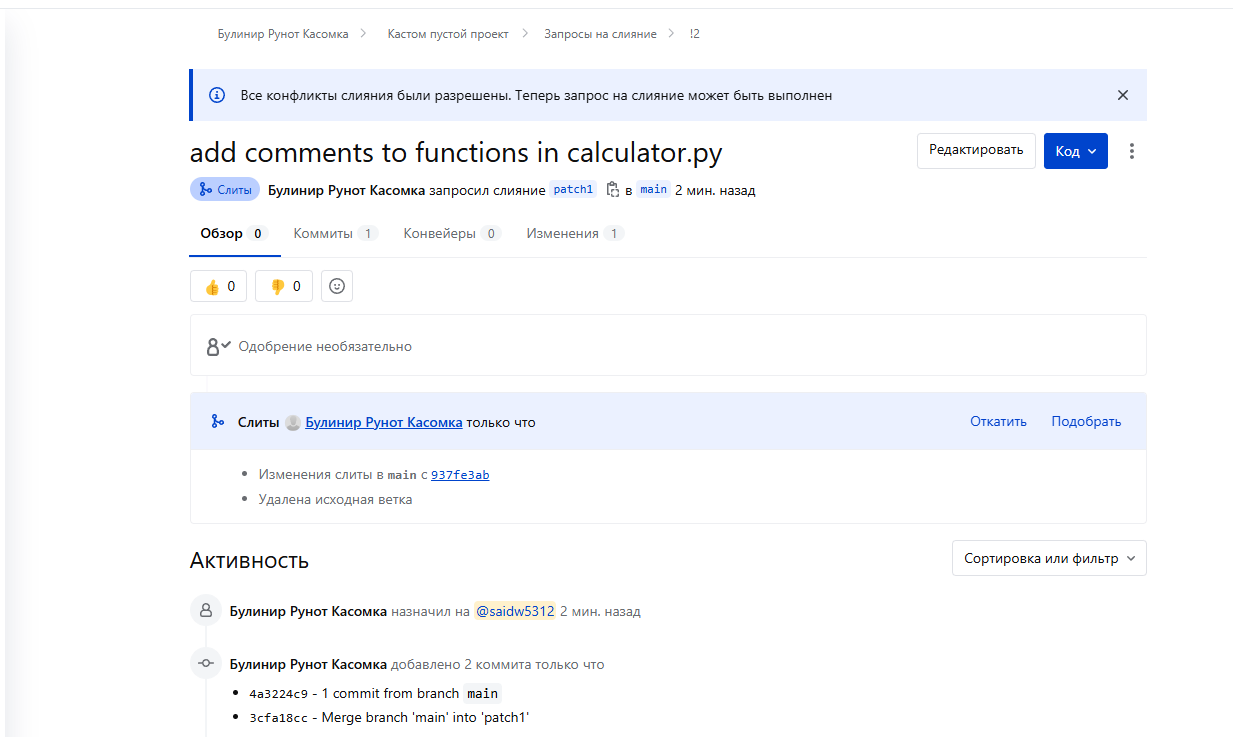 Булинир Рунот Касомка > Кастом пустой проект > Запросы на слияние > !2
Все конфликты слияния были разрешены. Теперь запрос на слияние может быть выполнен
add comments to functions in calculator.py
Редактировать
Код
Слиты Булинир Рунот Касомка запросил слияние patch1 в main 2 мин. назад
Обзор 0 Коммиты 1 Конвейеры 0 Изменения 1
👍 0 👎 0
Одобрение необязательно
Слиты Булинир Рунот Касомка только что Откатить Подобрать
• Изменения слиты в main с 937fe3ab
• Удалена исходная ветка
Активность
Сортировка или фильтр
Булинир Рунот Касомка назначил на @saidw5312 2 мин. назад
Булинир Рунот Касомка добавлено 2 коммита только что
• 4a3224c9 - 1 commit from branch main
• 3cfa18cc - Merge branch 'main' into 'patch1'